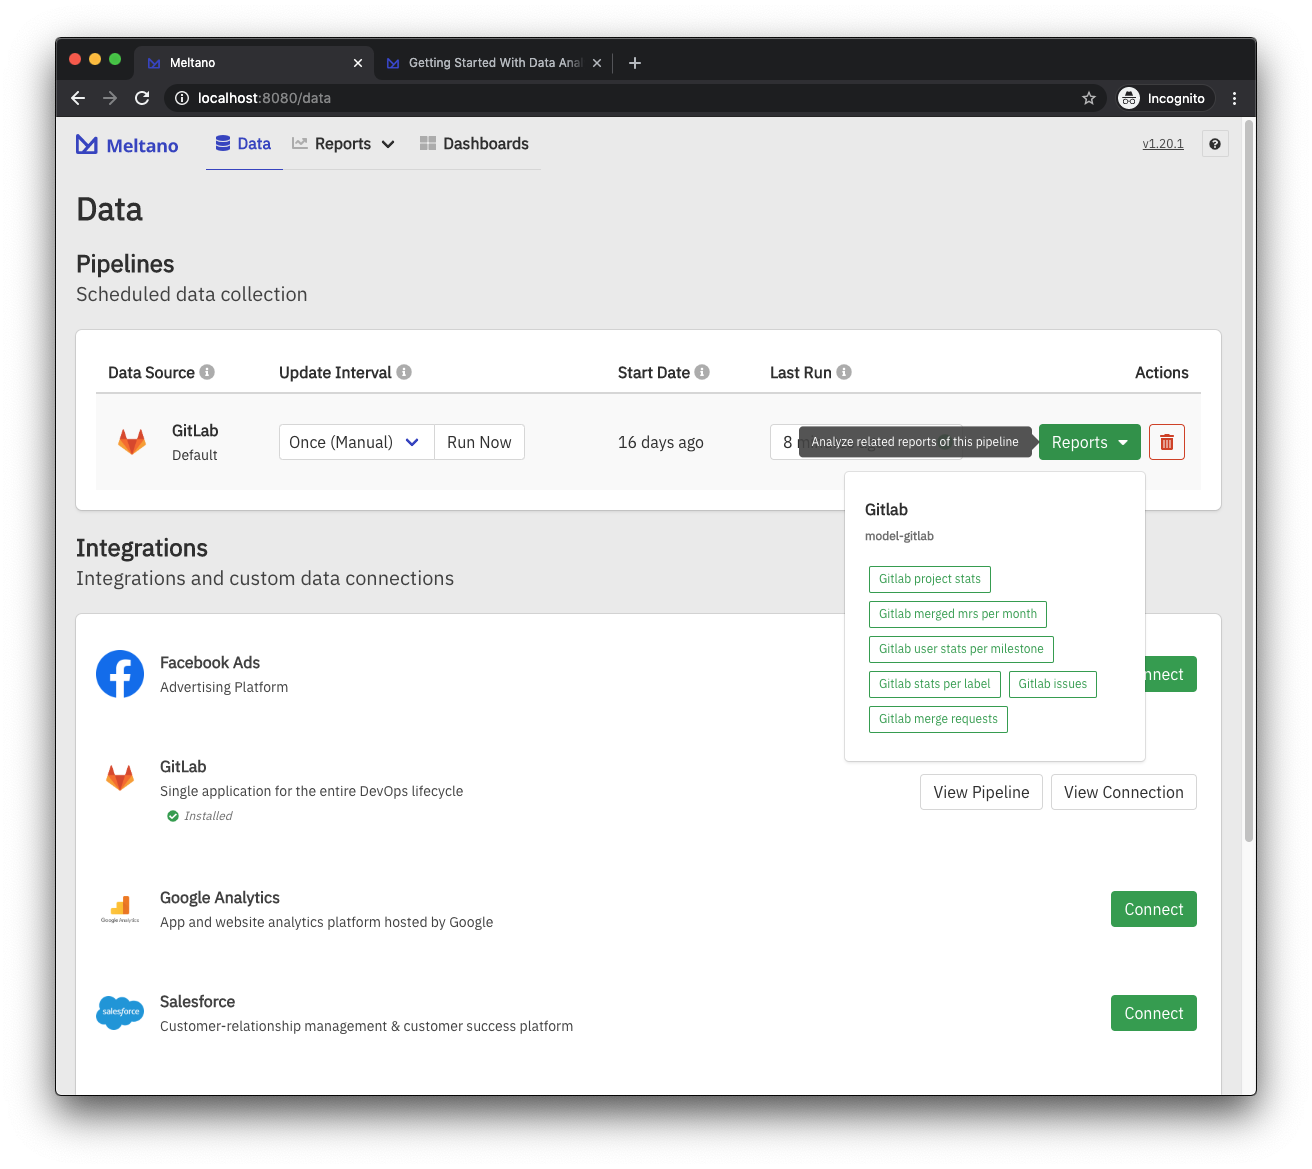 Meltano
Getting Started With Data Ana
localhost:8080/data
Incognito
Meltano
Data
Reports
Dashboards
v1.20.1
Data
Pipelines
Scheduled data collection
Data Source
Update Interval
Start Date
Last Run
Actions
GitLab
Default
Once (Manual)
Run Now
16 days ago
8
Analyze related reports of this pipeline
Reports
Gitlab
model-gitlab
Gitlab project stats
Gitlab merged mrs per month
Gitlab user stats per milestone
Gitlab stats per label
Gitlab issues
Gitlab merge requests
Integrations
Integrations and custom data connections
Facebook Ads
Advertising Platform
nnect
GitLab
Single application for the entire DevOps lifecycle
Installed
View Pipeline
View Connection
Google Analytics
Google Analytics
App and website analytics platform hosted by Google
Connect
salesforce
Salesforce
Customer-relationship management & customer success platform
Connect